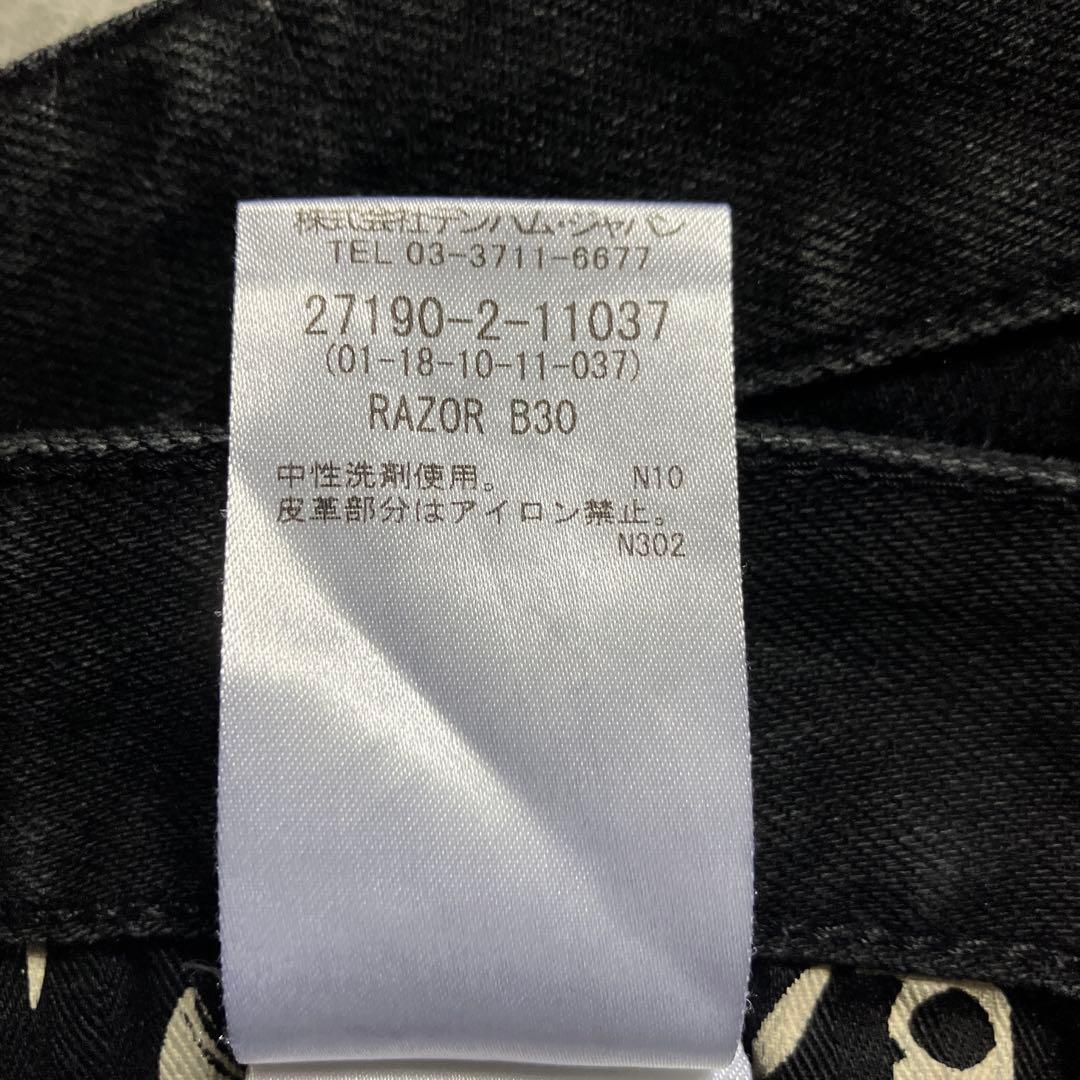 株式会社デンハム・ジャパン
TEL 03-3711-6677
27190-2-11037
(01-18-10-11-037)
RAZOR B30
中性洗剤使用。 N10
皮革部分はアイロン禁止。
N302